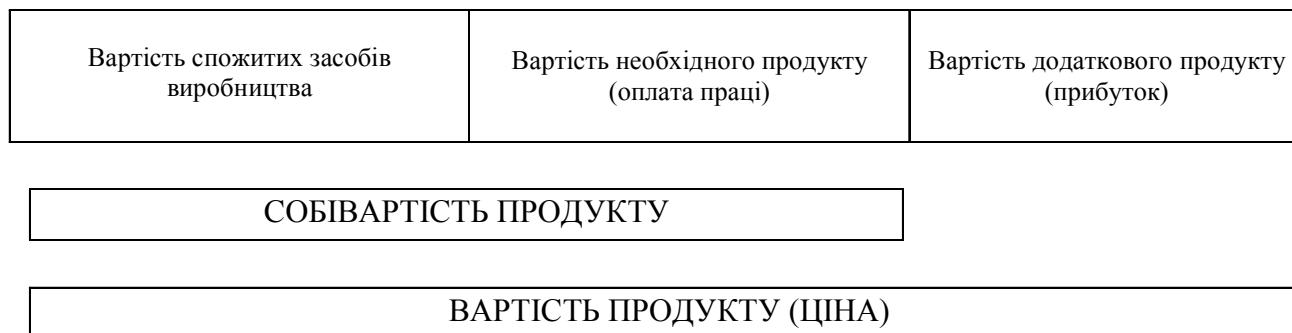 Вартість спожитих засобів
виробництва
Вартість необхідного продукту
(оплата праці)
Вартість додаткового продукту
(прибуток)
СОБІВАРТІСТЬ ПРОДУКТУ
ВАРТІСТЬ ПРОДУКТУ (ЦІНА)